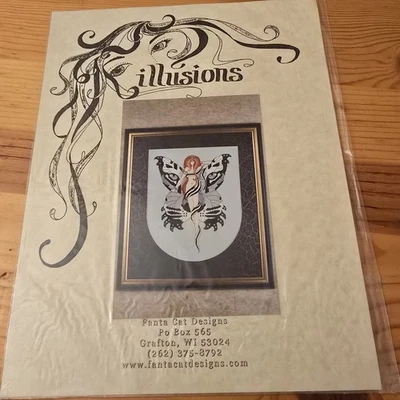 K illusions
Fanta Cat Designs
Po Box 565
Grafton, WI 53024
(262) 375-8792
www.fantacatdesigns.com